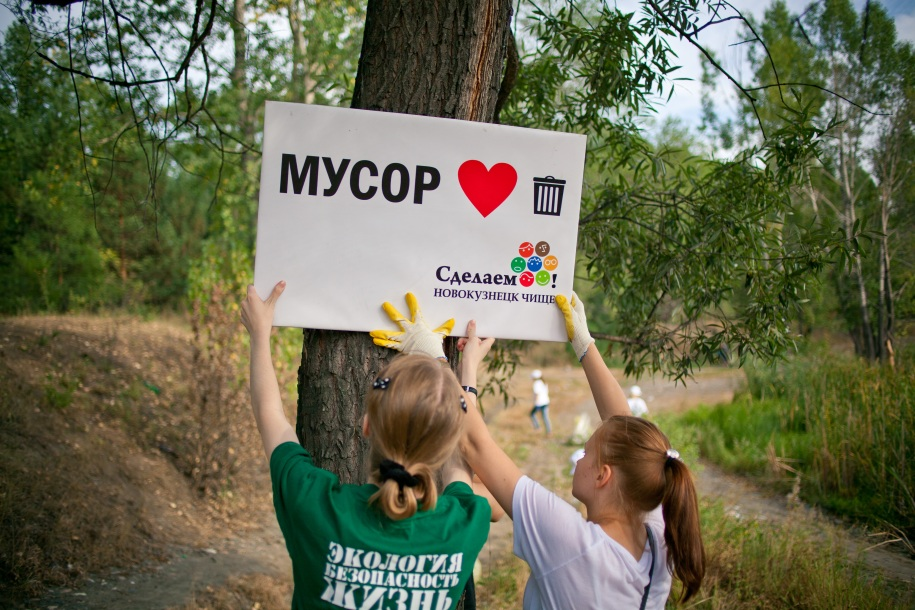 МУСОР
Сделаем !
НОВОКУЗНЕЦК ЧИЩЕ
ЭКОЛОГИЯ
БЕЗОПАСНОСТЬ
ЖИЗНЬ